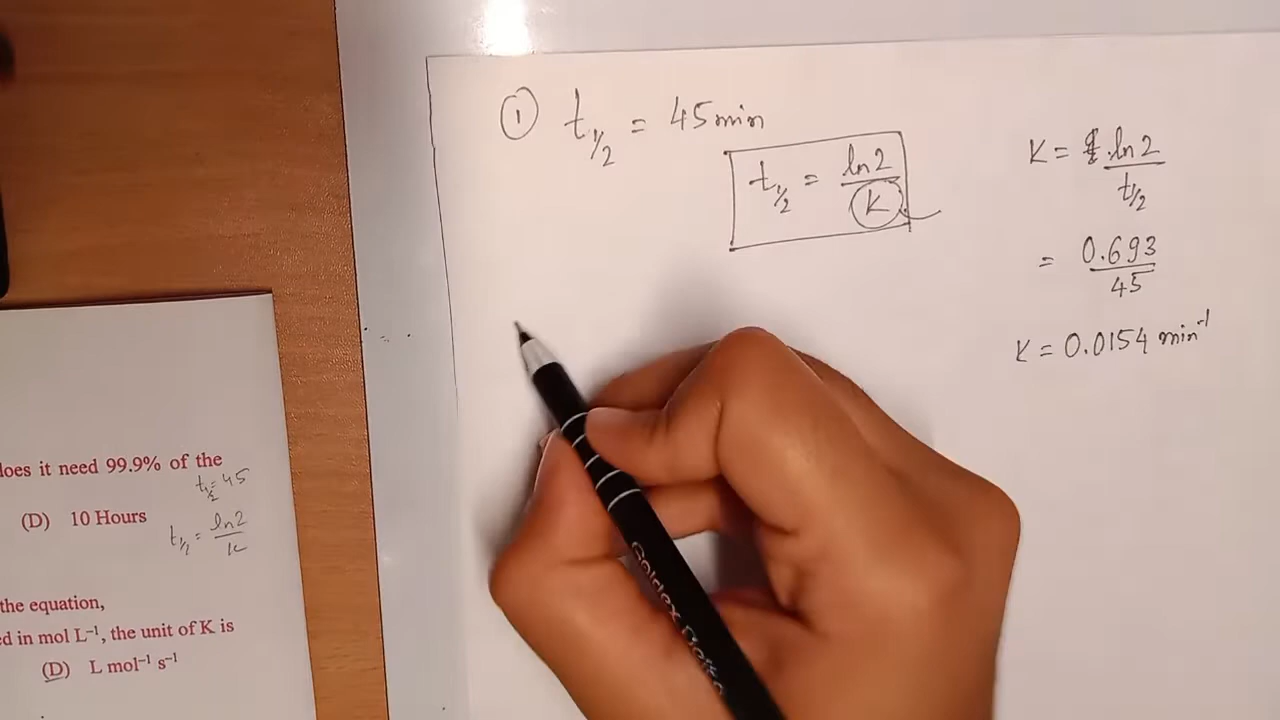 ① t1/2 = 45min
t1/2 = ln2/K
K = ln2/t1/2
= 0.693/45
K = 0.0154 min⁻¹
does it need 99.9% of the
t1/2=45
(D) 10 Hours
t1/2 = ln2/K
the equation,
ed in mol L⁻¹, the unit of K is
(D) L mol⁻¹ s⁻¹
Goldex